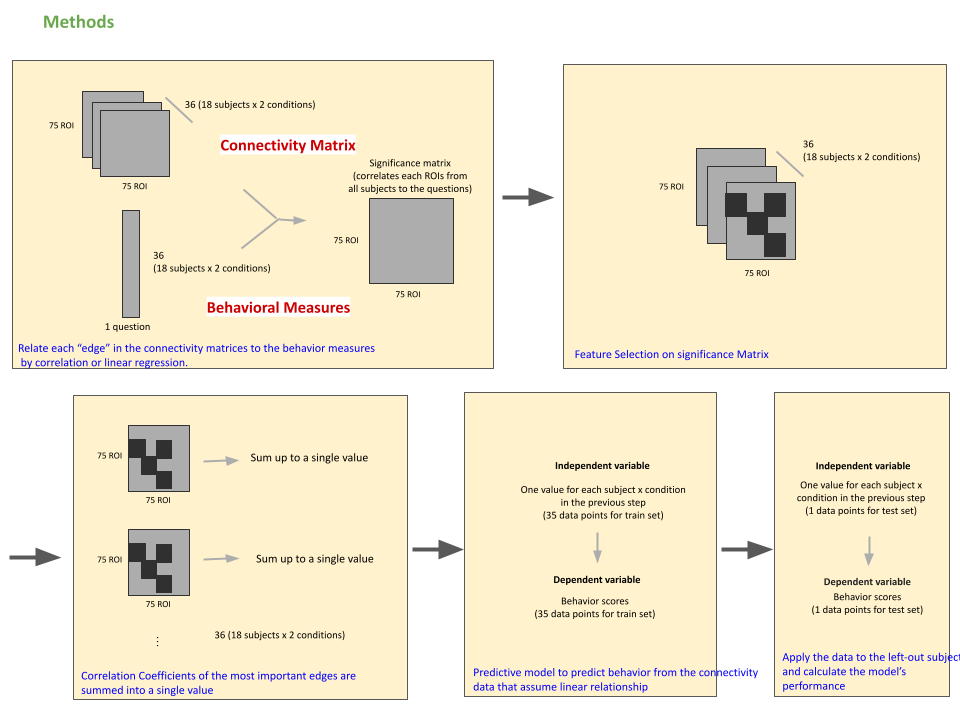 Methods
36 (18 subjects x 2 conditions)
75 ROI
75 ROI
Connectivity Matrix
Significance matrix
(correlates each ROIs from
all subjects to the questions)
75 ROI
75 ROI
36
(18 subjects x 2 conditions)
Behavioral Measures
1 question
Relate each “edge” in the connectivity matrices to the behavior measures
by correlation or linear regression.
36
(18 subjects x 2 conditions)
75 ROI
75 ROI
Feature Selection on significance Matrix
75 ROI
Sum up to a single value
75 ROI
75 ROI
Sum up to a single value
75 ROI
...
36 (18 subjects x 2 conditions)
Correlation Coefficients of the most important edges are
summed into a single value
Independent variable
One value for each subject x condition
in the previous step
(35 data points for train set)
Dependent variable
Behavior scores
(35 data points for train set)
Predictive model to predict behavior from the connectivity
data that assume linear relationship
Independent variable
One value for each subject x
condition in the previous step
(1 data points for test set)
Dependent variable
Behavior scores
(1 data points for test set)
Apply the data to the left-out subject
and calculate the model’s
performance